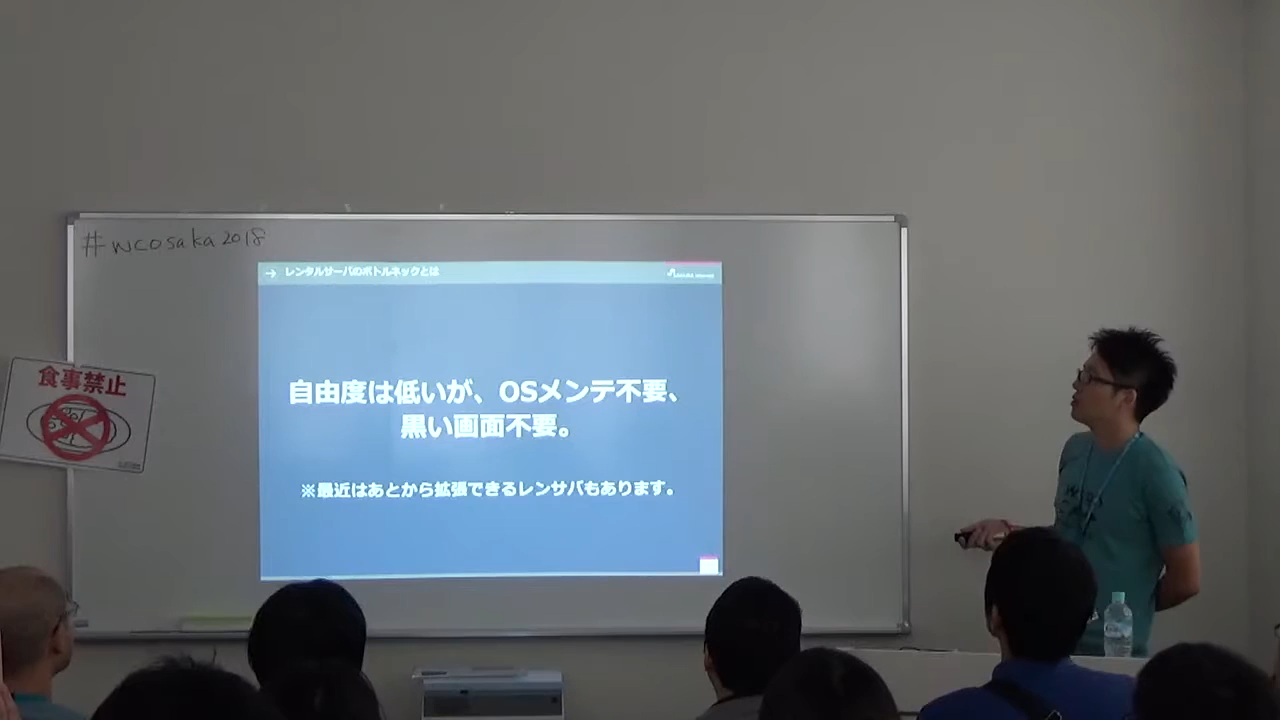 #wcosaka2018
→ レンタルサーバのボトルネックとは
自由度は低いが、OSメンテ不要、
黒い画面不要。
※最近はあとから拡張できるレンサバもあります。
食事禁止